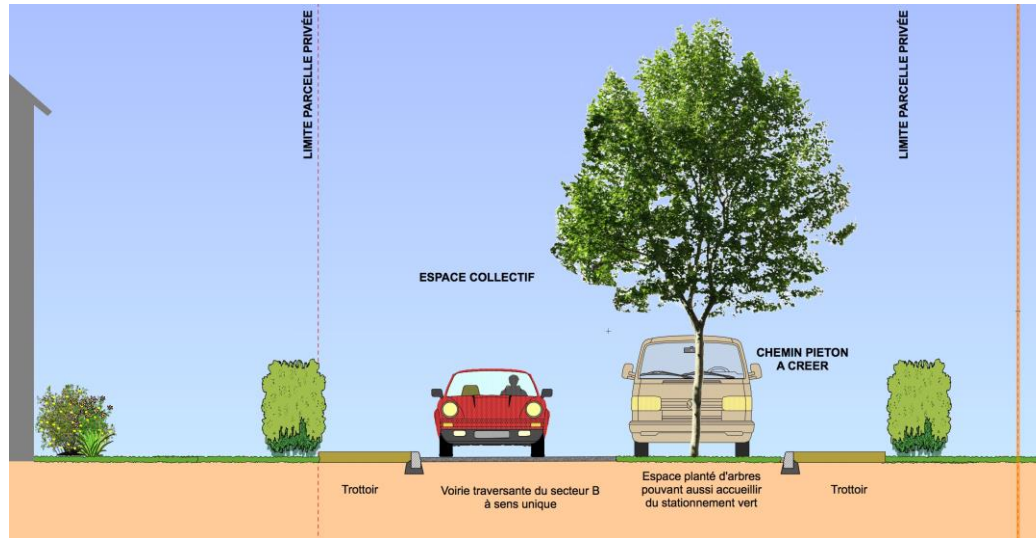 LIMITE PARCELLE PRIVÉE
LIMITE PARCELLE PRIVÉE
ESPACE COLLECTIF
CHEMIN PIETON
A CREER
Trottoir
Voirie traversante du secteur B
à sens unique
Espace planté d'arbres
pouvant aussi accueillir
du stationnement vert
Trottoir